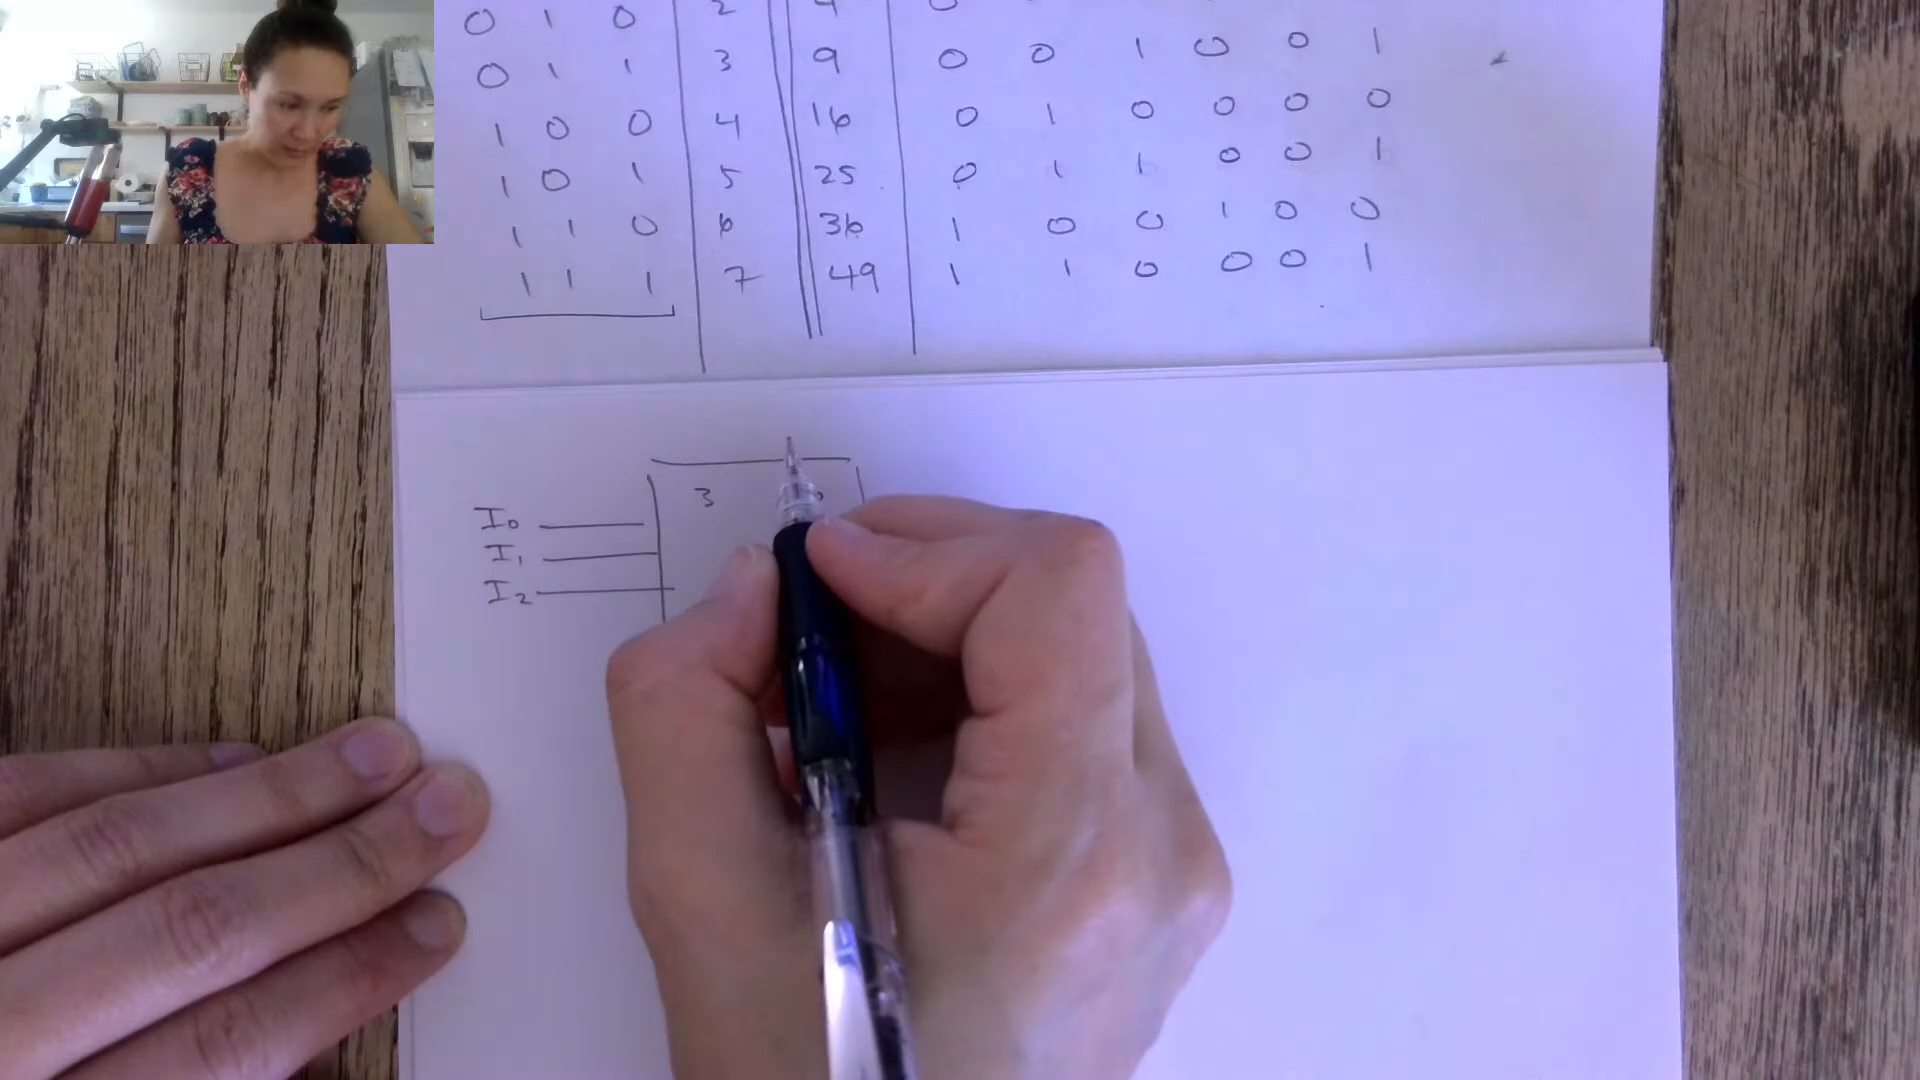 0 1 0 2 4 0
0 1 1 3 9 0 0 1 0 0 1
1 0 0 4 16 0 1 0 0 0 0
1 0 1 5 25 0 1 1 0 0 1
1 1 0 6 36 1 0 0 1 0 0
1 1 1 7 49 1 1 0 0 0 1
3
I0
I1
I2